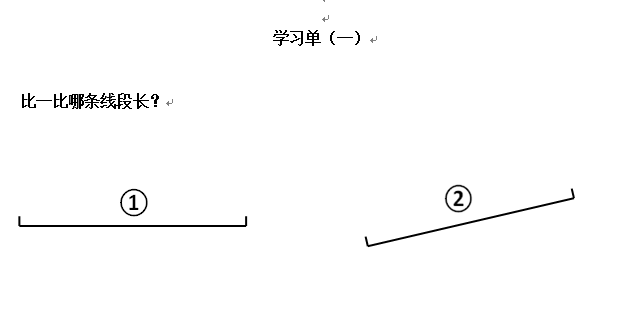 学习单（一）
比一比哪条线段长？
① ②